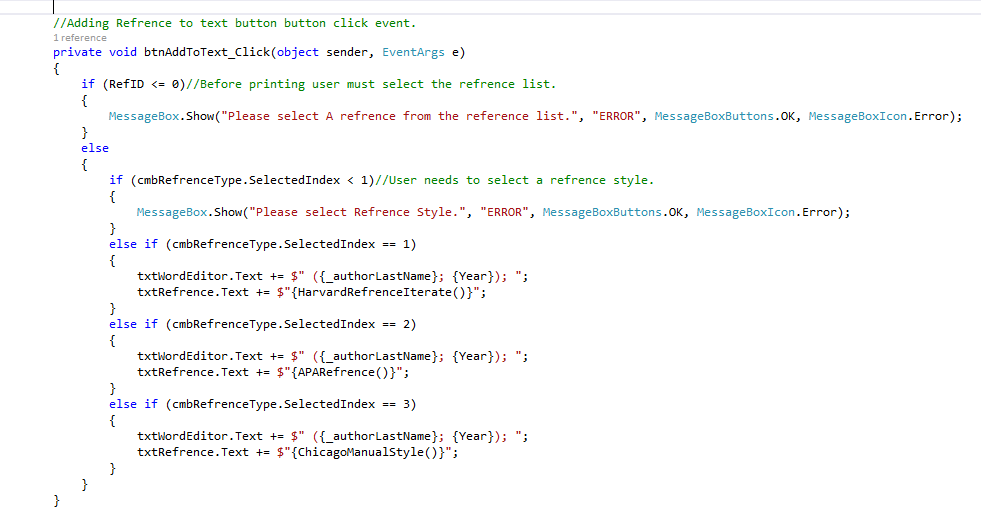 //Adding Refrence to text button button click event.
1 reference
private void btnAddToText_Click(object sender, EventArgs e)
{
if (RefID <= 0)//Before printing user must select the refrence list.
{
MessageBox.Show("Please select A refrence from the reference list.", "ERROR", MessageBoxButtons.OK, MessageBoxIcon.Error);
}
else
{
if (cmbRefrenceType.SelectedIndex < 1)//User needs to select a refrence style.
{
MessageBox.Show("Please select Refrence Style.", "ERROR", MessageBoxButtons.OK, MessageBoxIcon.Error);
}
else if (cmbRefrenceType.SelectedIndex == 1)
{
txtWordEditor.Text += $" ({_authorLastName}; {Year}); ";
txtRefrence.Text += $"{HarvardRefrenceIterate()}";
}
else if (cmbRefrenceType.SelectedIndex == 2)
{
txtWordEditor.Text += $" ({_authorLastName}; {Year}); ";
txtRefrence.Text += $"{APARefrence()}";
}
else if (cmbRefrenceType.SelectedIndex == 3)
{
txtWordEditor.Text += $" ({_authorLastName}; {Year}); ";
txtRefrence.Text += $"{ChicagoManualStyle()}";
}
}
}